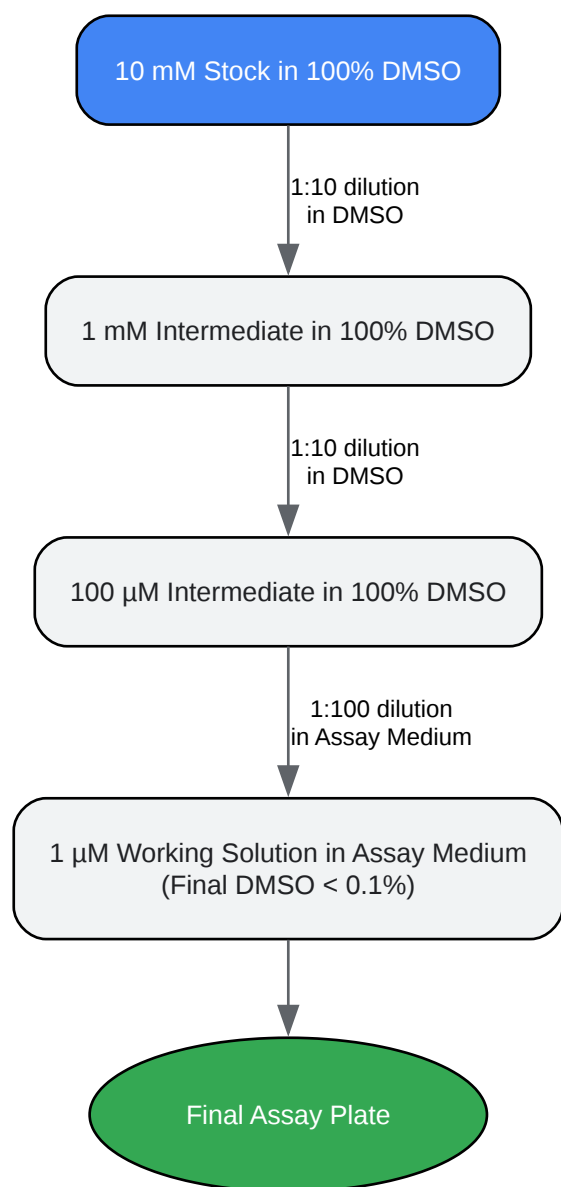 10 mM Stock in 100% DMSO
1:10 dilution
in DMSO
1 mM Intermediate in 100% DMSO
1:10 dilution
in DMSO
100 µM Intermediate in 100% DMSO
1:100 dilution
in Assay Medium
1 µM Working Solution in Assay Medium
(Final DMSO < 0.1%)
Final Assay Plate